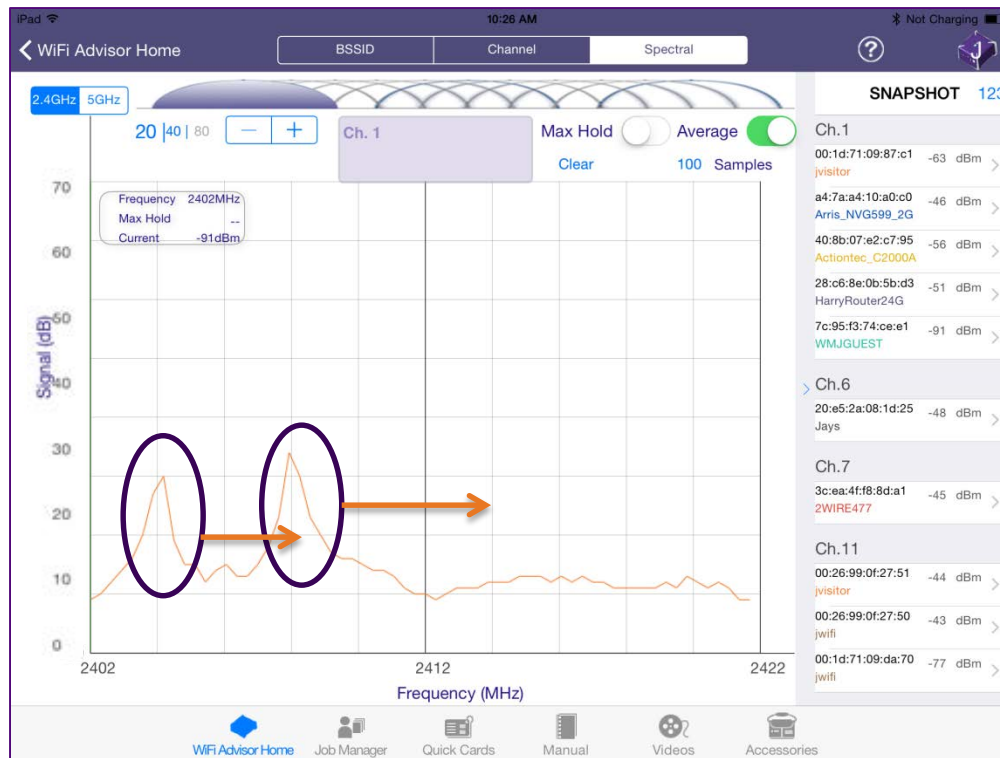 iPad 10:26 AM Not Charging
WiFi Advisor Home BSSID Channel Spectral ?
2.4GHz 5GHz
20 |40 | 80 − + Ch. 1 Max Hold Average
Clear 100 Samples
Frequency 2402MHz
Max Hold --
Current -91dBm
Signal (dB)
70
60
50
40
30
20
10
0
2402 2412 2422
Frequency (MHz)
SNAPSHOT 123
Ch.1
00:1d:71:09:87:c1 -63 dBm
jvisitor
a4:7a:a4:10:a0:c0 -46 dBm
Arris_NVG599_2G
40:8b:07:e2:c7:95 -56 dBm
Actiontec_C2000A
28:c6:8e:0b:5b:d3 -51 dBm
HarryRouter24G
7c:95:f3:74:ce:e1 -91 dBm
WMJGUEST
Ch.6
20:e5:2a:08:1d:25 -48 dBm
Jays
Ch.7
3c:ea:4f:f8:8d:a1 -45 dBm
2WIRE477
Ch.11
00:26:99:0f:27:51 -44 dBm
jvisitor
00:26:99:0f:27:50 -43 dBm
jwifi
00:1d:71:09:da:70 -77 dBm
jwifi
WiFi Advisor Home Job Manager Quick Cards Manual Videos Accessories